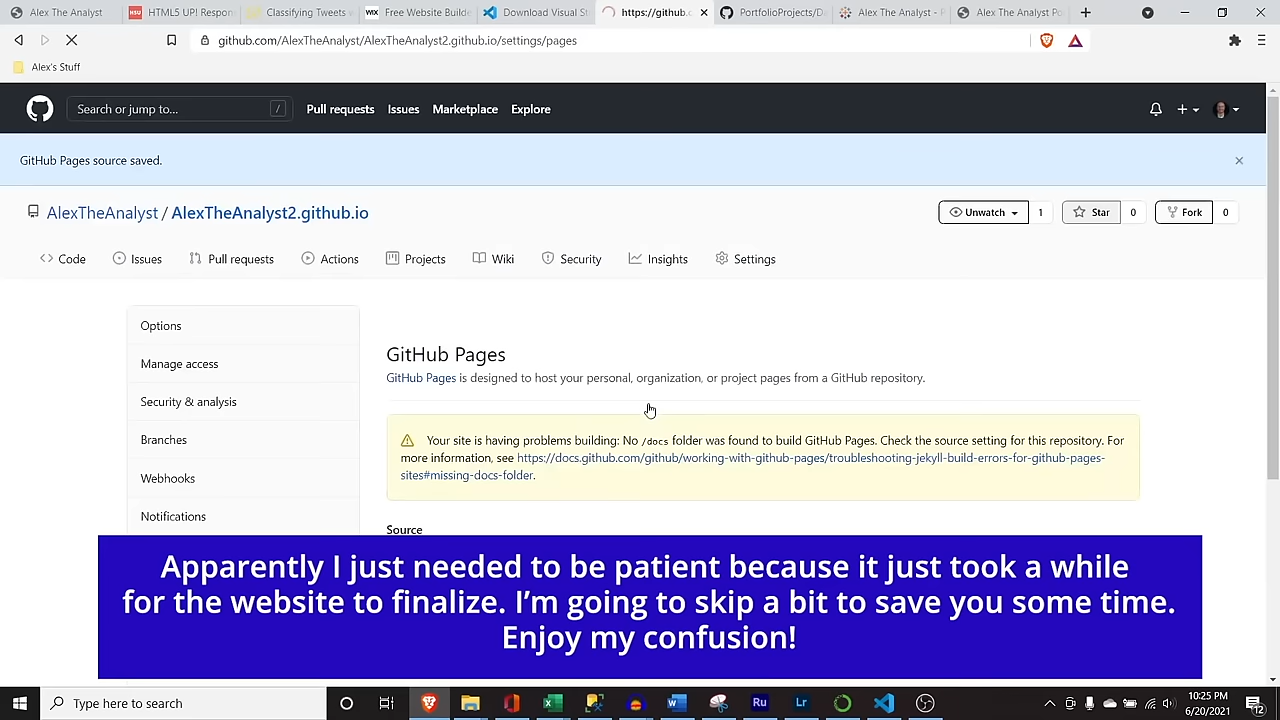 Alex The Analyst
HTML5 UP! Respon
Classifying Tweets
WIX Free Website Builde
Download Visual St
https://github.c
PortfolioProjects/D
Alex The Analyst - P
Alex The Analyst Po
github.com/AlexTheAnalyst/AlexTheAnalyst2.github.io/settings/pages
Alex's Stuff
Search or jump to... /
Pull requests Issues Marketplace Explore
GitHub Pages source saved.
AlexTheAnalyst / AlexTheAnalyst2.github.io
Unwatch 1 Star 0 Fork 0
Code Issues Pull requests Actions Projects Wiki Security Insights Settings
Options
Manage access
Security & analysis
Branches
Webhooks
Notifications
GitHub Pages
GitHub Pages is designed to host your personal, organization, or project pages from a GitHub repository.
Your site is having problems building: No /docs folder was found to build GitHub Pages. Check the source setting for this repository. For
more information, see https://docs.github.com/github/working-with-github-pages/troubleshooting-jekyll-build-errors-for-github-pages-
sites#missing-docs-folder.
Source
Apparently I just needed to be patient because it just took a while
for the website to finalize. I'm going to skip a bit to save you some time.
Enjoy my confusion!
Type here to search
Ru
Lr
10:25 PM
6/20/2021